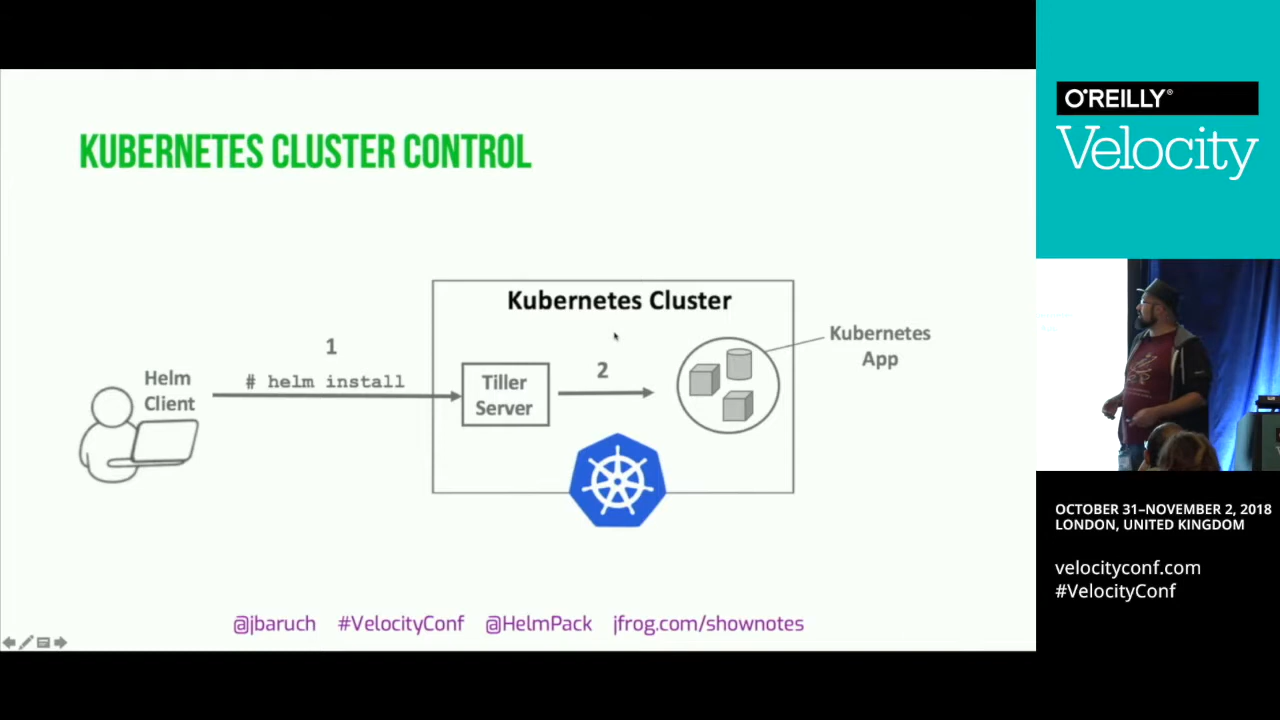 KUBERNETES CLUSTER CONTROL
Kubernetes Cluster
1
# helm install
Helm
Client
Tiller
Server
2
Kubernetes
App
@jbaruch #VelocityConf @HelmPack jfrog.com/shownotes
O'REILLY®
Velocity
OCTOBER 31–NOVEMBER 2, 2018
LONDON, UNITED KINGDOM
velocityconf.com
#VelocityConf